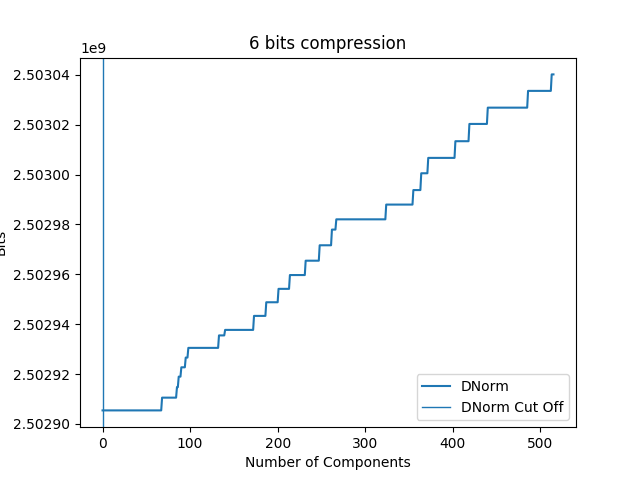 6 bits compression
1e9
2.50304
2.50302
2.50300
2.50298
2.50296
2.50294
2.50292
2.50290
Bits
0 100 200 300 400 500
Number of Components
DNorm
DNorm Cut Off